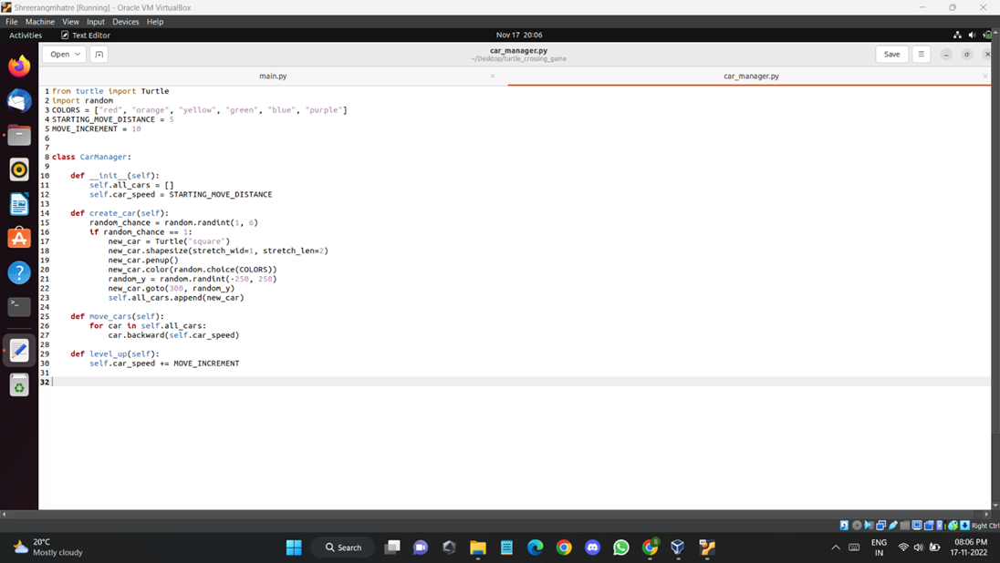 Shreerangmhatre [Running] - Oracle VM VirtualBox
File Machine View Input Devices Help
Activities Text Editor Nov 17 20:06
Open car_manager.py Save
~/Desktop/turtle_crossing_game
main.py car_manager.py
1 from turtle import Turtle
2 import random
3 COLORS = ["red", "orange", "yellow", "green", "blue", "purple"]
4 STARTING_MOVE_DISTANCE = 5
5 MOVE_INCREMENT = 10
6
7
8 class CarManager:
9
10     def __init__(self):
11         self.all_cars = []
12         self.car_speed = STARTING_MOVE_DISTANCE
13
14     def create_car(self):
15         random_chance = random.randint(1, 6)
16         if random_chance == 1:
17             new_car = Turtle("square")
18             new_car.shapesize(stretch_wid=1, stretch_len=2)
19             new_car.penup()
20             new_car.color(random.choice(COLORS))
21             random_y = random.randint(-250, 250)
22             new_car.goto(300, random_y)
23             self.all_cars.append(new_car)
24
25     def move_cars(self):
26         for car in self.all_cars:
27             car.backward(self.car_speed)
28
29     def level_up(self):
30         self.car_speed += MOVE_INCREMENT
31
32
Right Ctrl
20°C
Mostly cloudy
Search
ENG
IN
08:06 PM
17-11-2022